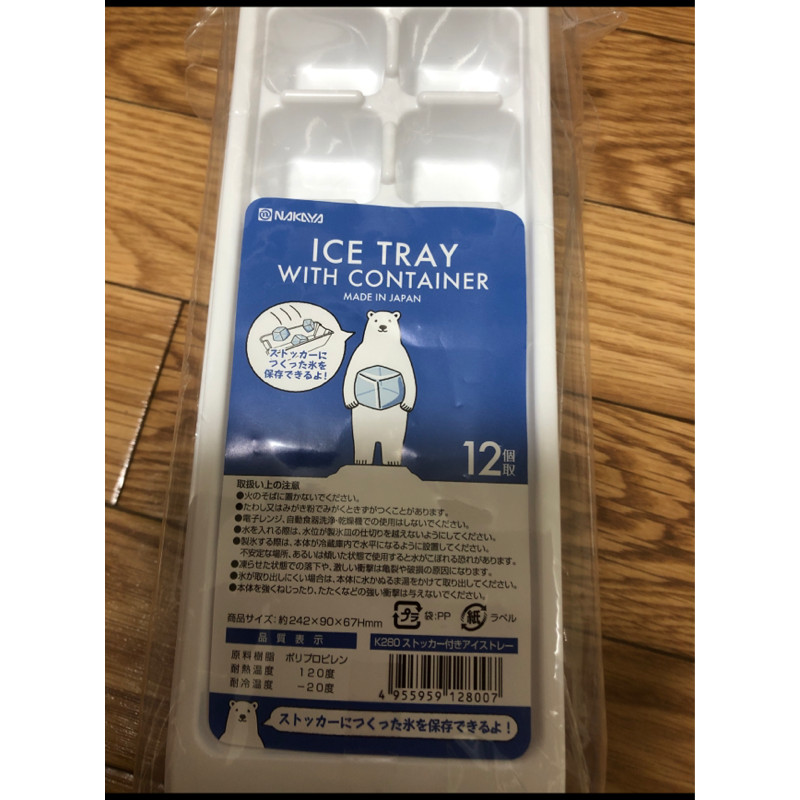 NAKAYA
ICE TRAY
WITH CONTAINER
MADE IN JAPAN
ストッカーに
つくった氷を
保存できるよ!
12個取
取扱い上の注意
●火のそばに置かないでください。
●たわし又はみがき粉でみがくときずがつくことがあります。
●電子レンジ、自動食器洗浄・乾燥機での使用はしないでください。
●水を入れる際は、水位が製氷皿の仕切りを越えないようにしてください。
●製氷する際は、本体が冷蔵庫内で水平になるように設置してください。
不安定な場所、あるいは傾いた状態で使用すると水がこぼれる恐れがあります。
●凍らせた状態での落下や、激しい衝撃は亀裂や破損の原因になります。
●氷が取り出しにくい場合は、本体に水かぬるま湯をかけて取り出してください。
●本体を強くねじったり、たたくなどの強い衝撃は与えないでください。
商品サイズ:約242×90×67Hmm
プラ 袋:PP 紙 ラベル
品質表示
K280 ストッカー付きアイストレー
原料樹脂 ポリプロピレン
耐熱温度 120度
耐冷温度 -20度
4 955959 128007
ストッカーにつくった氷を保存できるよ!